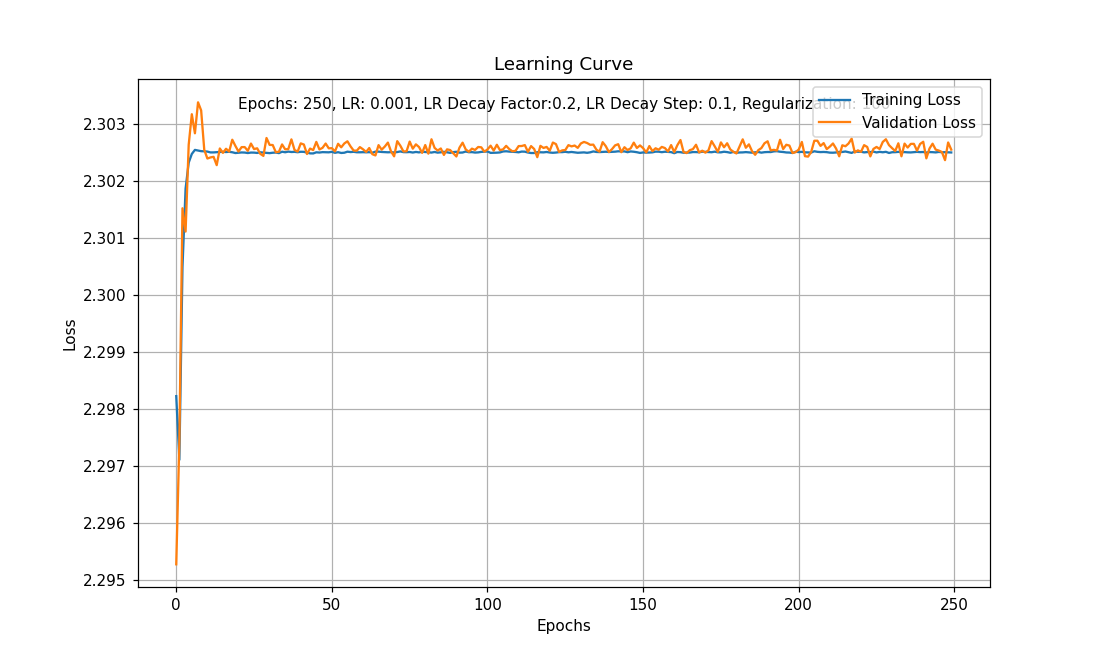 Learning Curve
Epochs: 250, LR: 0.001, LR Decay Factor:0.2, LR Decay Step: 0.1, Regularization: 100
Training Loss
Validation Loss
2.303
2.302
2.301
2.300
2.299
2.298
2.297
2.296
2.295
Loss
0 50 100 150 200 250
Epochs